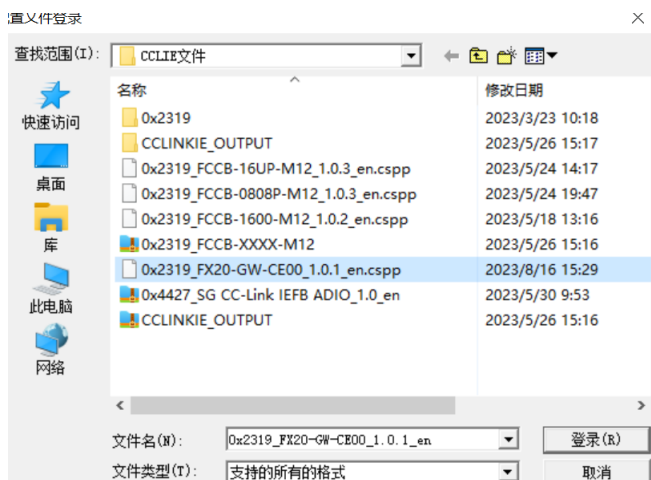 配置文件登录
查找范围(I): CCLIE文件
名称 修改日期
0x2319 2023/3/23 10:18
CCLINKIE_OUTPUT 2023/5/26 15:17
0x2319_FCCB-16UP-M12_1.0.3_en.cspp 2023/5/24 14:17
0x2319_FCCB-0808P-M12_1.0.3_en.cspp 2023/5/24 19:47
0x2319_FCCB-1600-M12_1.0.2_en.cspp 2023/5/18 13:16
0x2319_FCCB-XXXX-M12 2023/5/26 15:16
0x2319_FX20-GW-CE00_1.0.1_en.cspp 2023/8/16 15:29
0x4427_SG CC-Link IEFB ADIO_1.0_en 2023/5/30 9:53
CCLINKIE_OUTPUT 2023/5/26 15:16
快速访问
桌面
库
此电脑
网络
文件名(N): 0x2319_FX20-GW-CE00_1.0.1_en 登录(R)
文件类型(T): 支持的所有的格式 取消